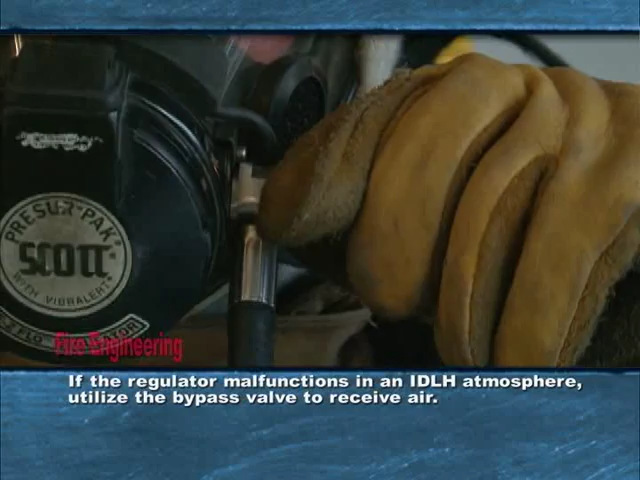 PRESUR-PAK
SCOTT
WITH VIBRALERT
Fire Engineering
If the regulator malfunctions in an IDLH atmosphere,
utilize the bypass valve to receive air.